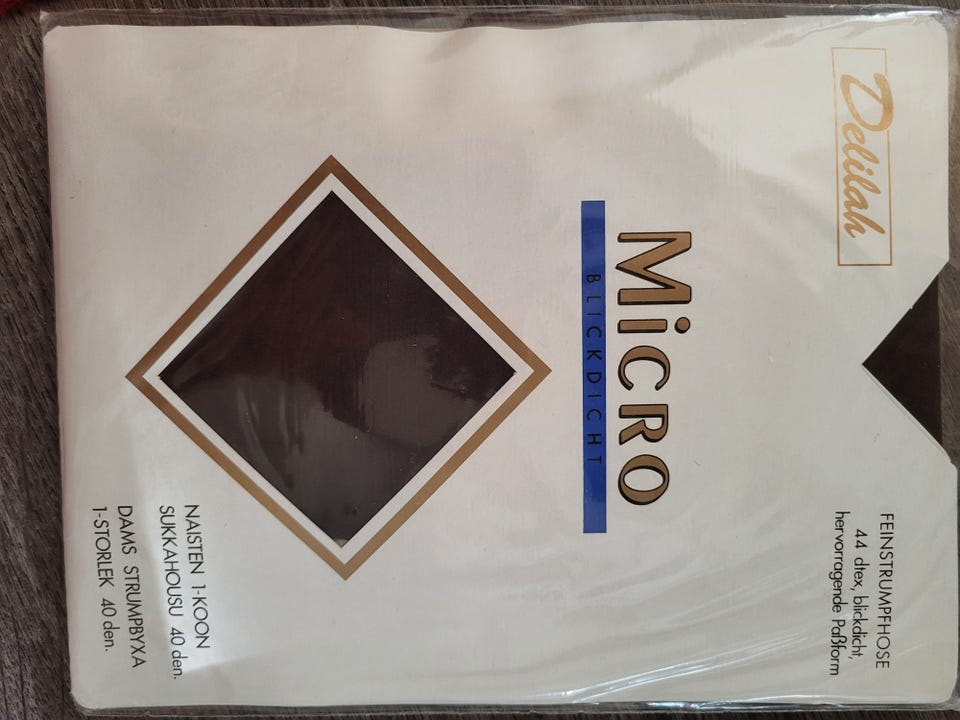 Delilah
FEINSTRUMPFHOSE
44 dtex, blickdicht,
hervorragende Paßform
MiCRO
BLICKDICHT
NAISTEN 1-KOON
SUKKAHOUSU 40 den.
DAMS STRUMPBYXA
1-STORLEK 40 den.